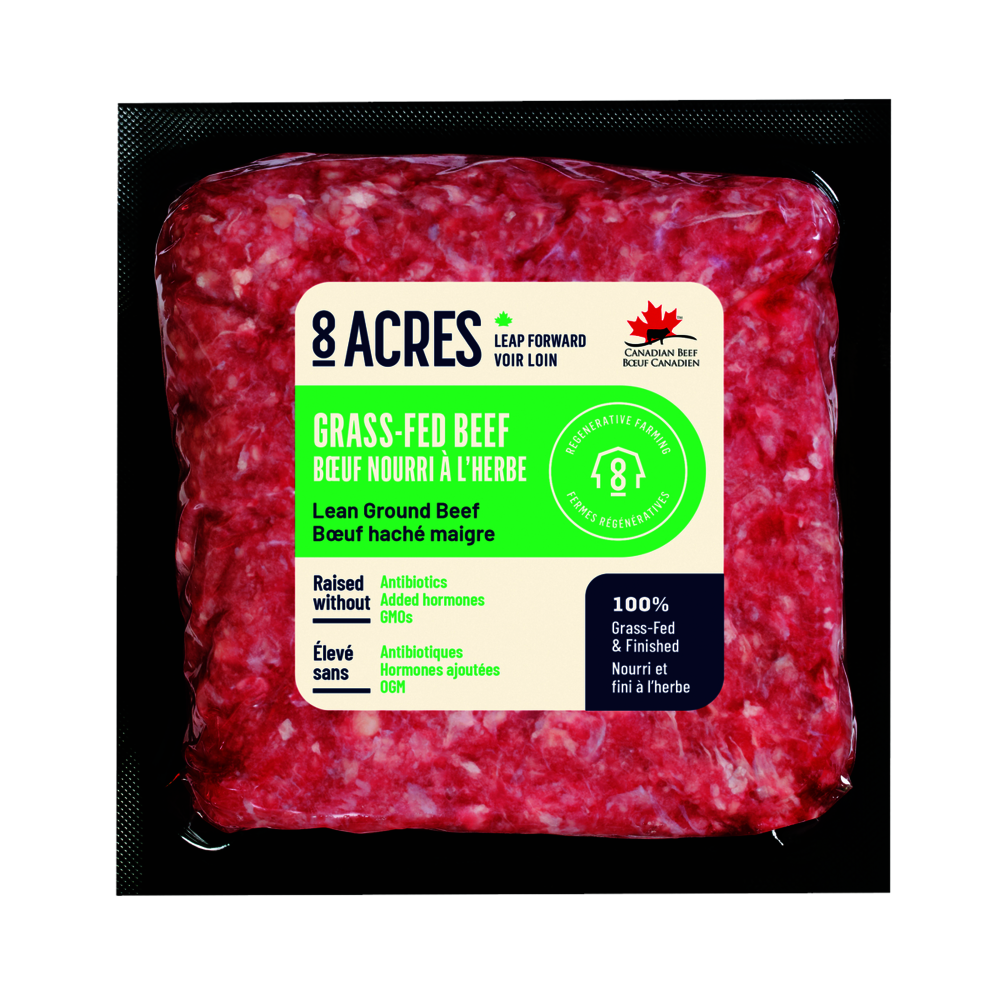 8 ACRES
LEAP FORWARD
VOIR LOIN
CANADIAN BEEF
BŒUF CANADIEN
GRASS-FED BEEF
BŒUF NOURRI À L'HERBE
Lean Ground Beef
Bœuf haché maigre
REGENERATIVE FARMING
8
FERMES RÉGÉNÉRATIVES
Raised
without
Antibiotics
Added hormones
GMOs
Élevé
sans
Antibiotiques
Hormones ajoutées
OGM
100%
Grass-Fed
& Finished
Nourri et
fini à l'herbe